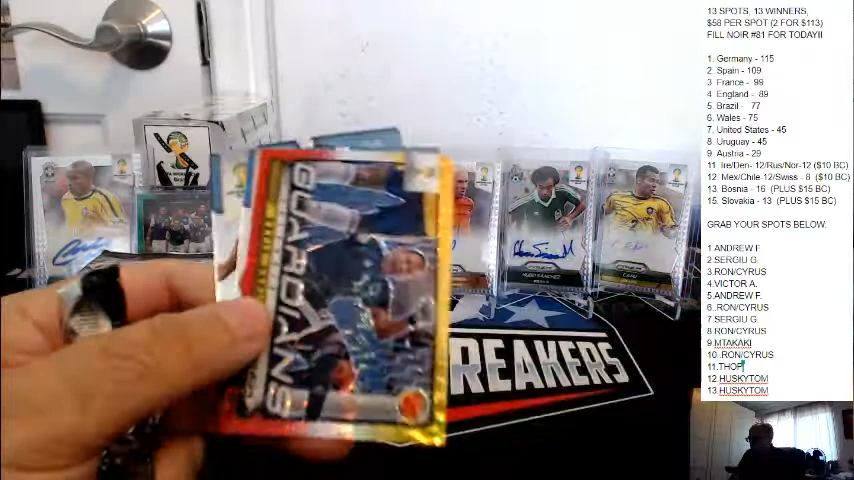 13 SPOTS, 13 WINNERS,
$58 PER SPOT (2 FOR $113)
FILL NOIR #81 FOR TODAY!!
1. Germany - 115
2. Spain - 109
3 France - 99
4 England - 89
5 Brazil - 77
6. Wales - 75
7. United States - 45
8. Uruguay - 45
9 Austria - 29
11 Ire/Den- 12/Rus/Nor-12 ($10 BC)
12 Mex/Chile-12/Swiss - 8 ($10 BC)
13. Bosnia - 16 (PLUS $15 BC)
15. Slovakia - 13 (PLUS $15 BC)
GRAB YOUR SPOTS BELOW.
1 ANDREW F
2 SERGIU G.
3.RON/CYRUS
4.VICTOR A.
5.ANDREW F.
6..RON/CYRUS
7.SERGIU G.
8 RON/CYRUS
9.MTAKAKI
10..RON/CYRUS
11.THOP
12.HUSKYTOM
13.HUSKYTOM
GUARDIANS
HUGO SANCHEZ
CAFU
BREAKERS